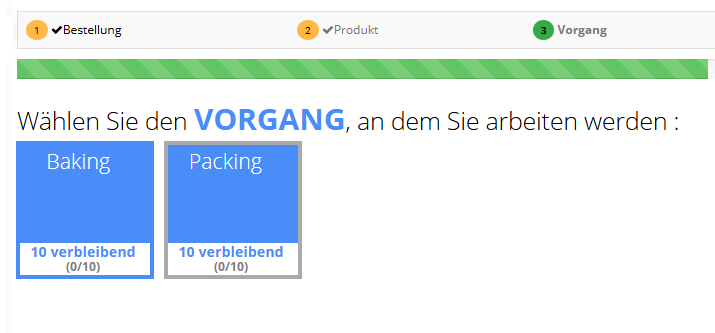 1 ✔Bestellung 2 ✔Produkt 3 Vorgang
Wählen Sie den VORGANG, an dem Sie arbeiten werden :
Baking Packing
10 verbleibend 10 verbleibend
(0/10) (0/10)